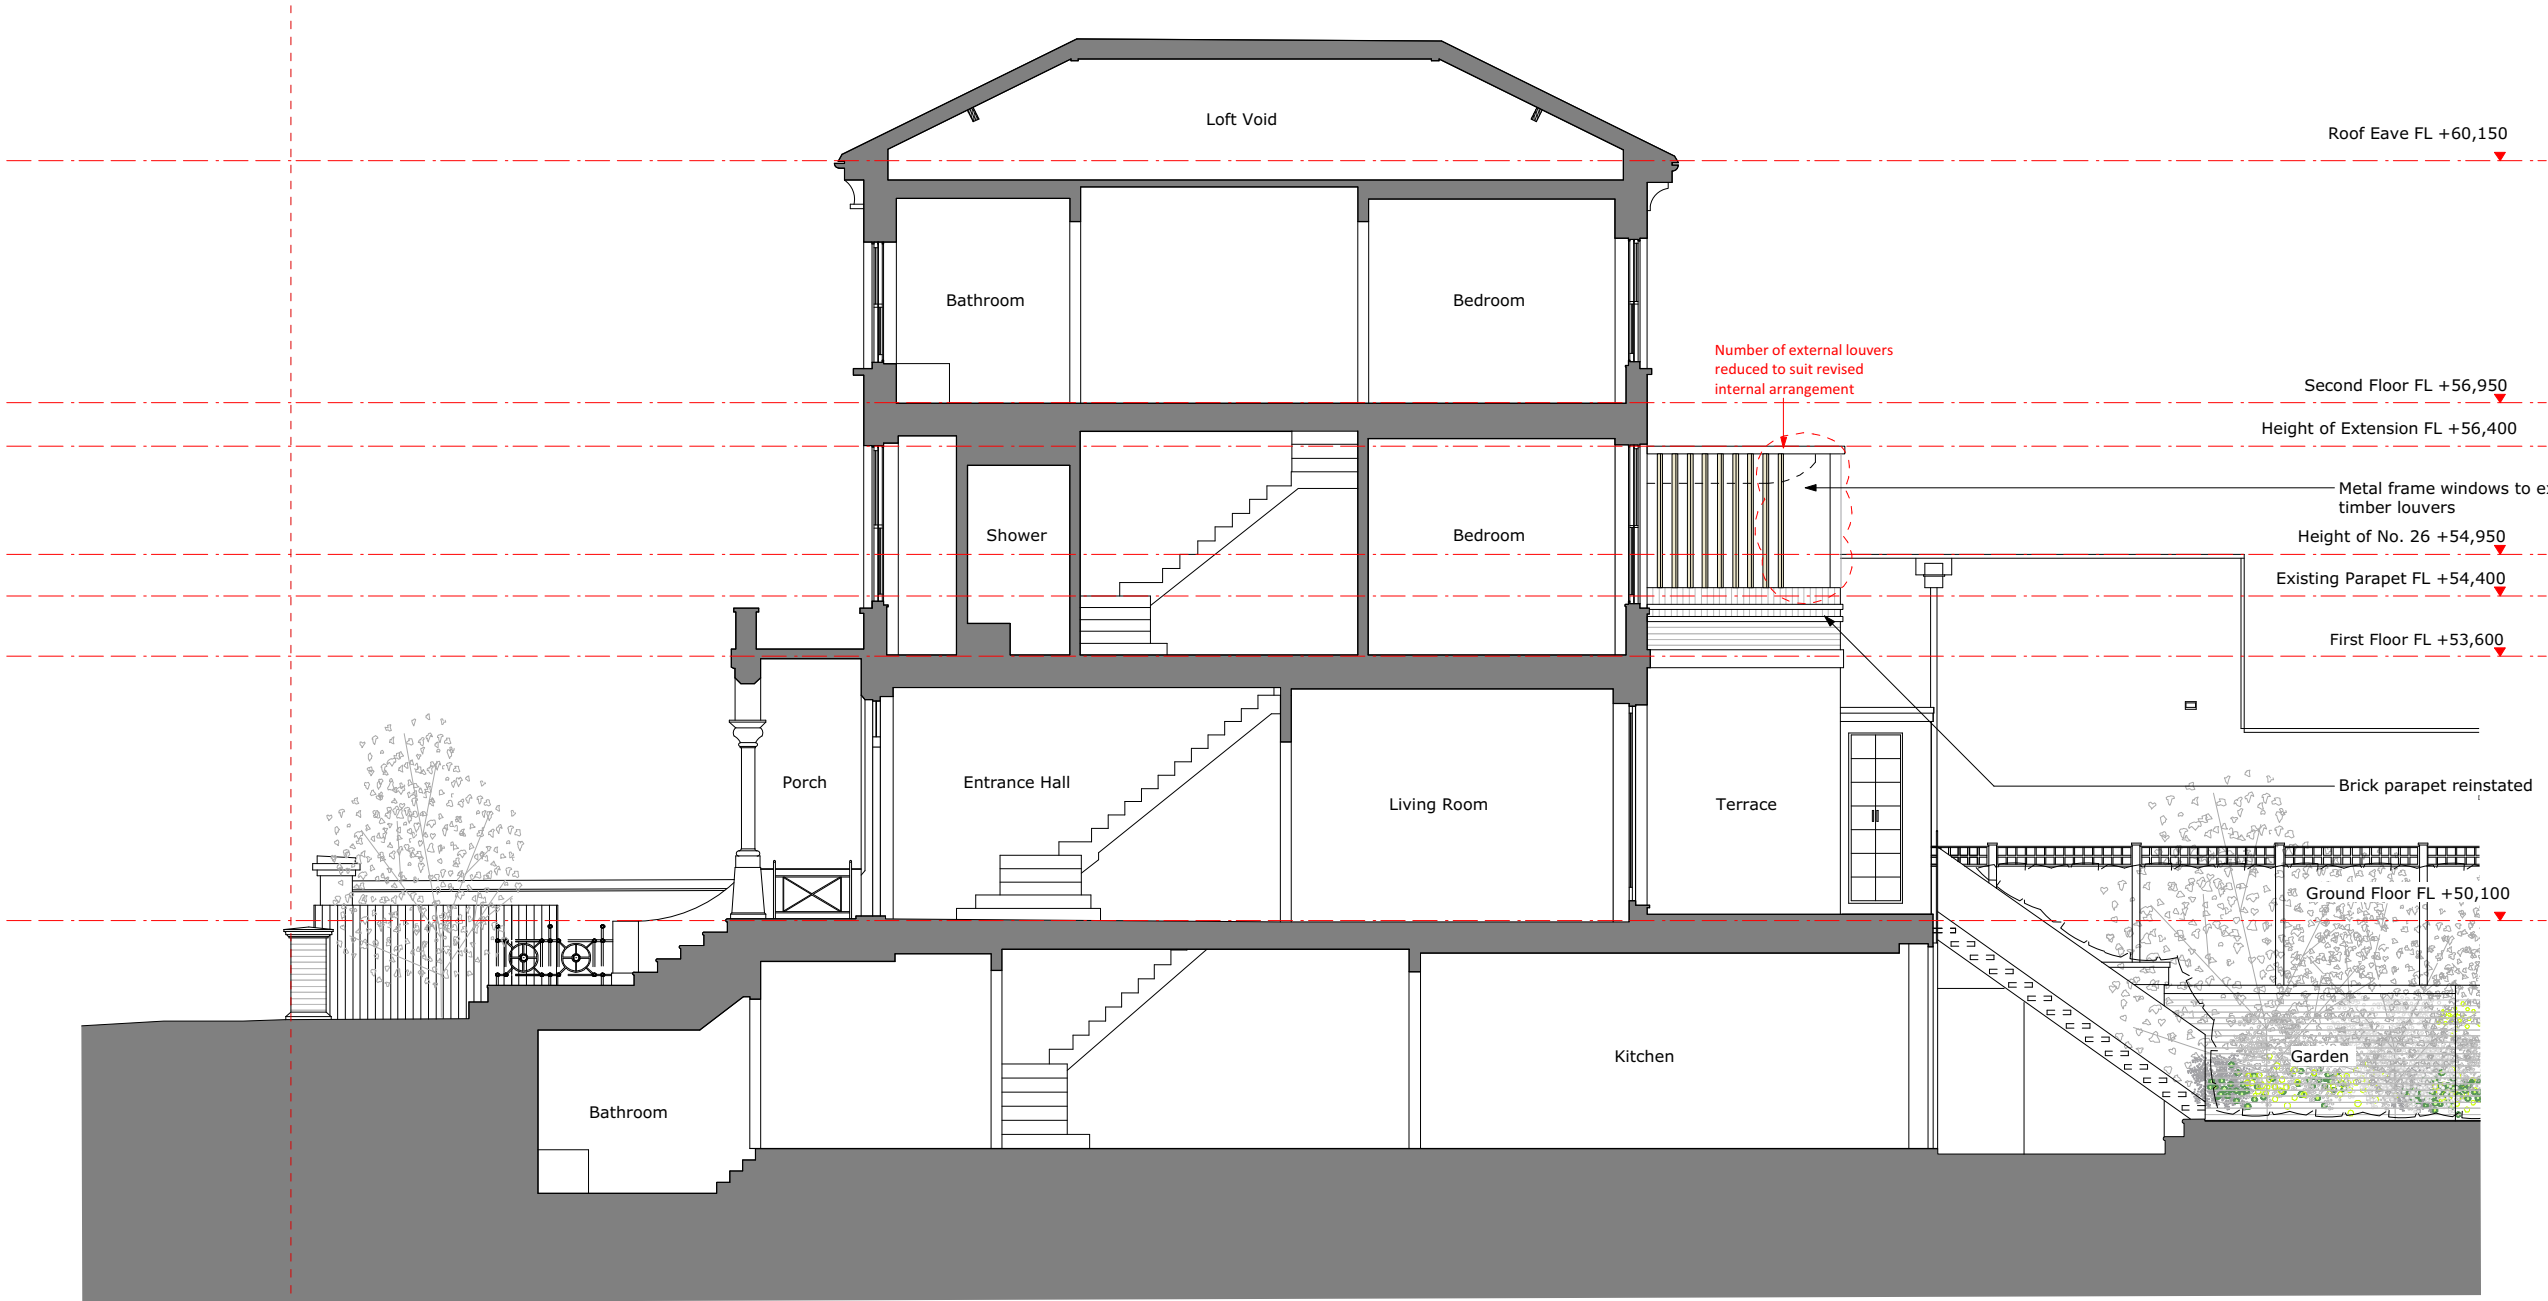 Loft Void
Roof Eave FL +60,150
Bathroom
Bedroom
Number of external louvers
reduced to suit revised
internal arrangement
Second Floor FL +56,950
Height of Extension FL +56,400
Metal frame windows to
timber louvers
Shower
Bedroom
Height of No. 26 +54,950
Existing Parapet FL +54,400
First Floor FL +53,600
Porch
Entrance Hall
Living Room
Terrace
Brick parapet reinstated
Ground Floor FL +50,100
Kitchen
Garden
Bathroom